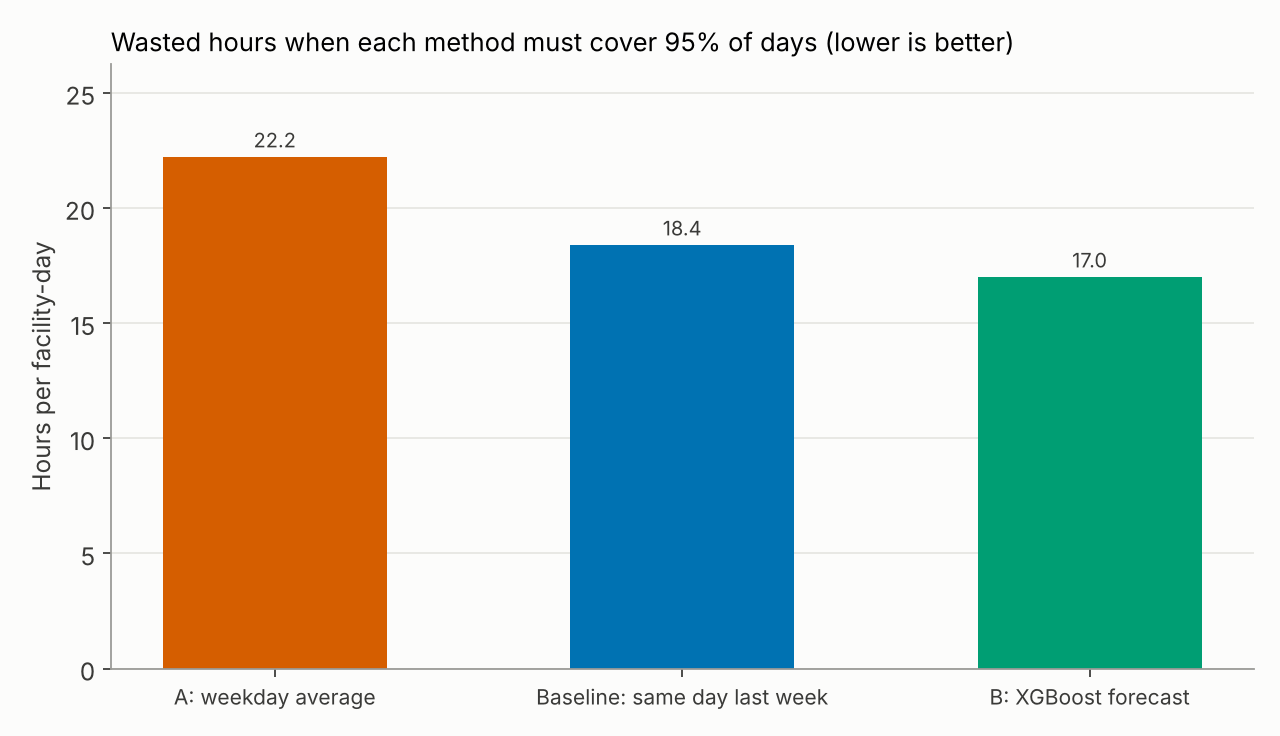 Wasted hours when each method must cover 95% of days (lower is better)
Hours per facility-day
25
20
15
10
5
0
22.2
18.4
17.0
A: weekday average
Baseline: same day last week
B: XGBoost forecast